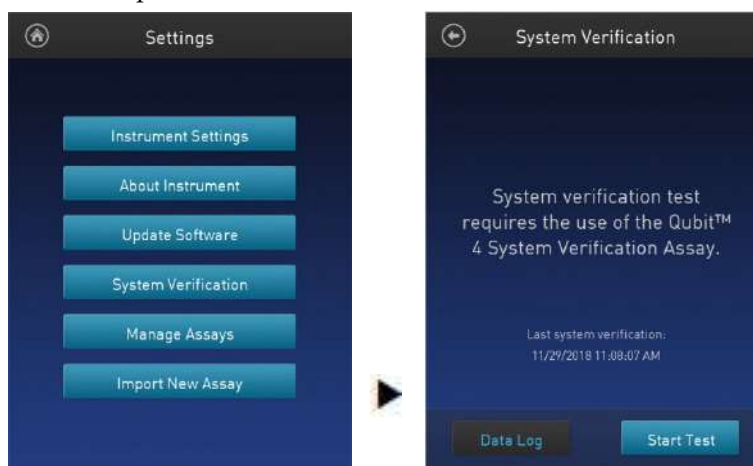 Settings
Instrument Settings
About Instrument
Update Software
System Verification
Manage Assays
Import New Assay
System Verification
System verification test
requires the use of the Qubit™
4 System Verification Assay.
Last system verification:
11/29/2018 11:08:07 AM
Data Log
Start Test